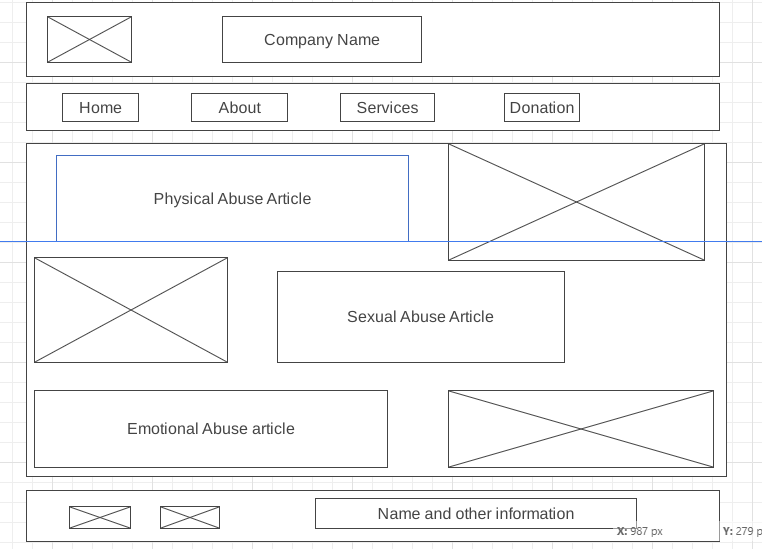 Company Name
Home About Services Donation
Physical Abuse Article
Sexual Abuse Article
Emotional Abuse article
Name and other information
X: 987 px Y: 279 p